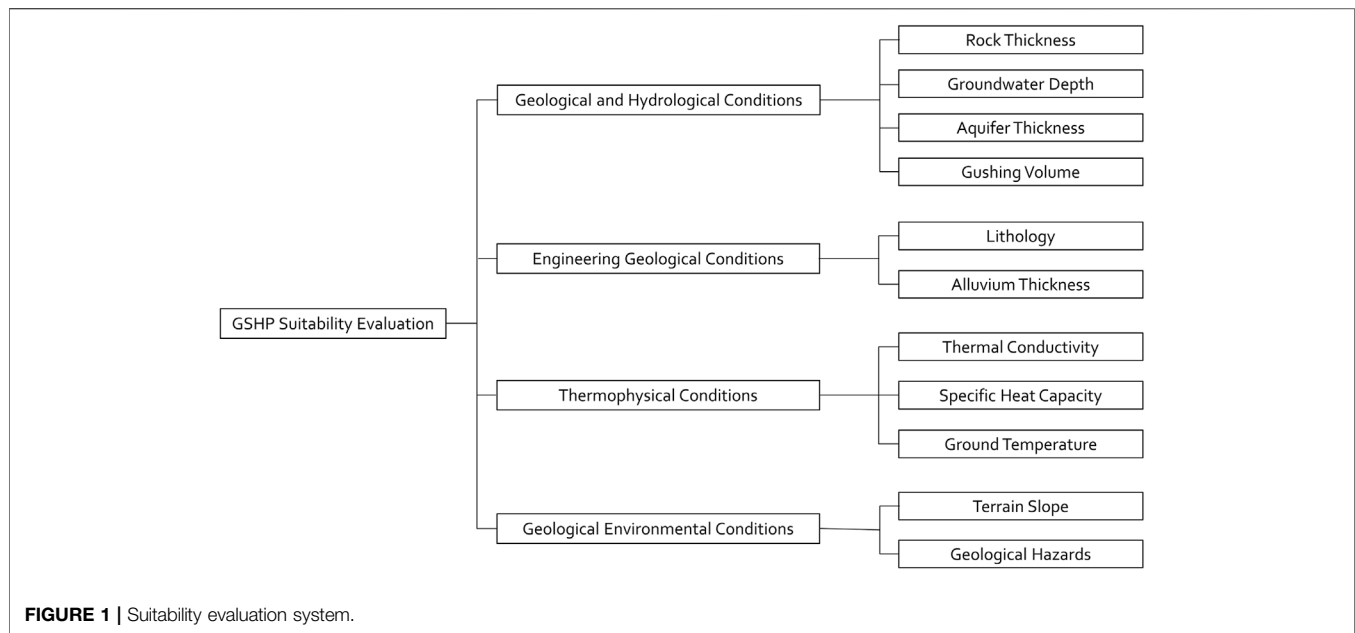 Rock Thickness
Geological and Hydrological Conditions
Groundwater Depth
Aquifer Thickness
Gushing Volume
Engineering Geological Conditions
Lithology
Alluvium Thickness
GSHP Suitability Evaluation
Thermophysical Conditions
Thermal Conductivity
Specific Heat Capacity
Ground Temperature
Geological Environmental Conditions
Terrain Slope
Geological Hazards
FIGURE 1 | Suitability evaluation system.